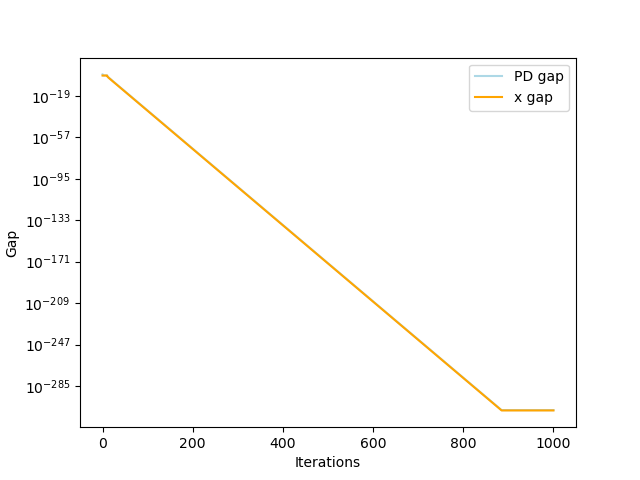 PD gap
x gap
10^{-19}
10^{-57}
10^{-95}
10^{-133}
10^{-171}
10^{-209}
10^{-247}
10^{-285}
Gap
0 200 400 600 800 1000
Iterations